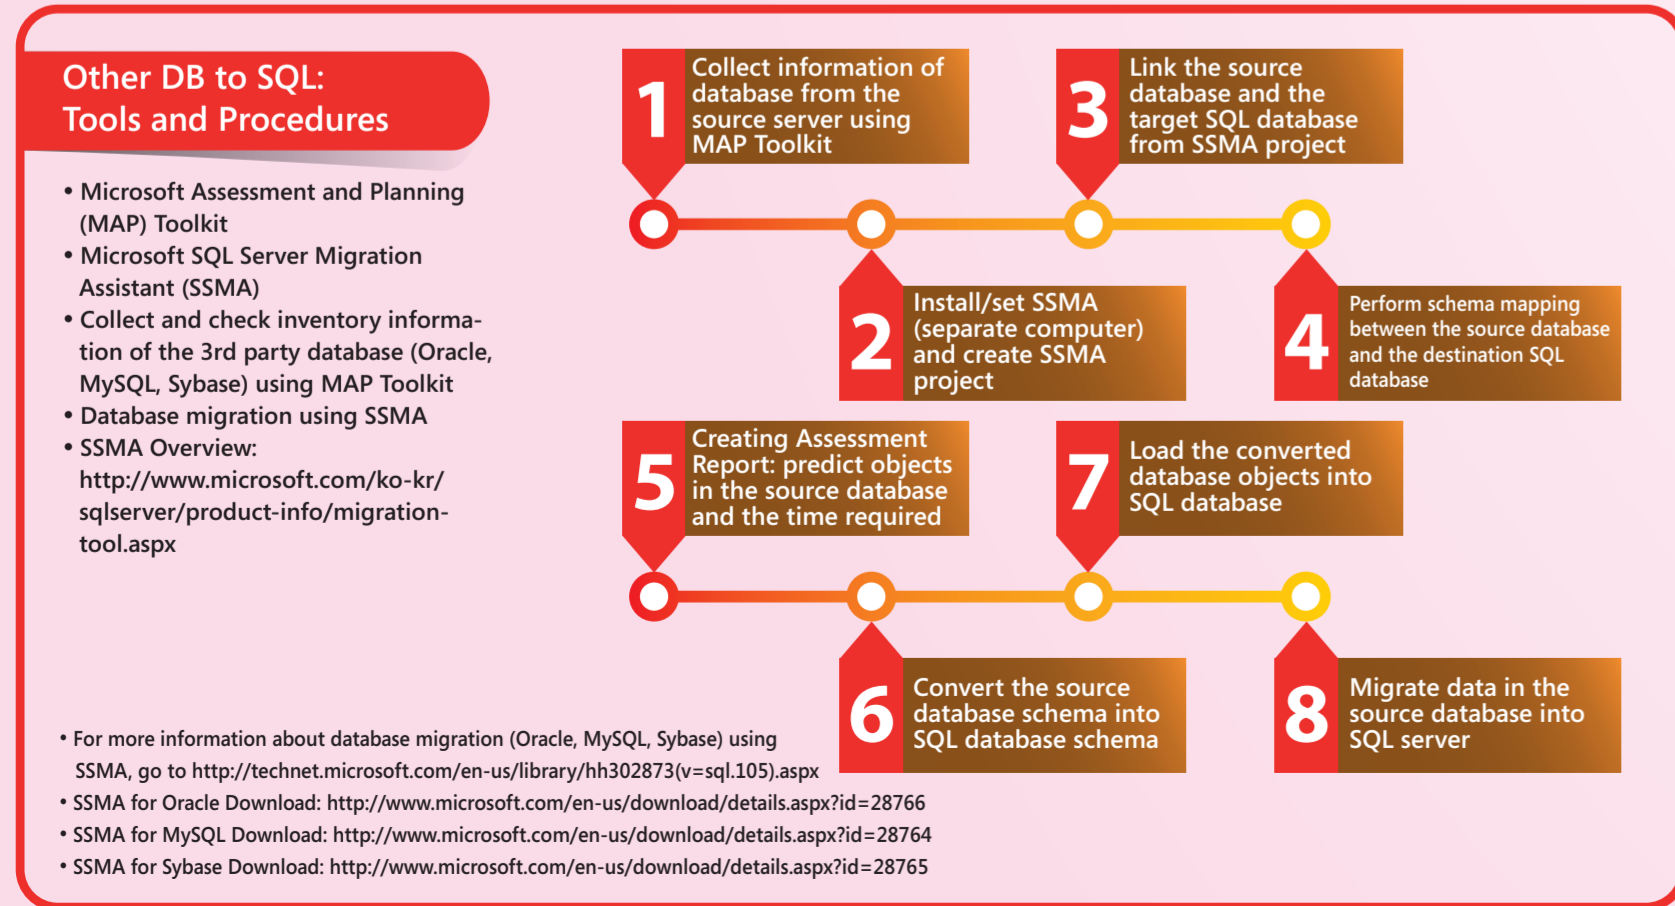 Other DB to SQL:
Tools and Procedures
• Microsoft Assessment and Planning
(MAP) Toolkit
• Microsoft SQL Server Migration
Assistant (SSMA)
• Collect and check inventory informa-
tion of the 3rd party database (Oracle,
MySQL, Sybase) using MAP Toolkit
• Database migration using SSMA
• SSMA Overview:
http://www.microsoft.com/ko-kr/
sqlserver/product-info/migration-
tool.aspx
1
Collect information of
database from the
source server using
MAP Toolkit
2
Install/set SSMA
(separate computer)
and create SSMA
project
3
Link the source
database and the
target SQL database
from SSMA project
4
Perform schema mapping
between the source database
and the destination SQL
database
5
Creating Assessment
Report: predict objects
in the source database
and the time required
6
Convert the source
database schema into
SQL database schema
7
Load the converted
database objects into
SQL database
8
Migrate data in the
source database into
SQL server
• For more information about database migration (Oracle, MySQL, Sybase) using
SSMA, go to http://technet.microsoft.com/en-us/library/hh302873(v=sql.105).aspx
• SSMA for Oracle Download: http://www.microsoft.com/en-us/download/details.aspx?id=28766
• SSMA for MySQL Download: http://www.microsoft.com/en-us/download/details.aspx?id=28764
• SSMA for Sybase Download: http://www.microsoft.com/en-us/download/details.aspx?id=28765